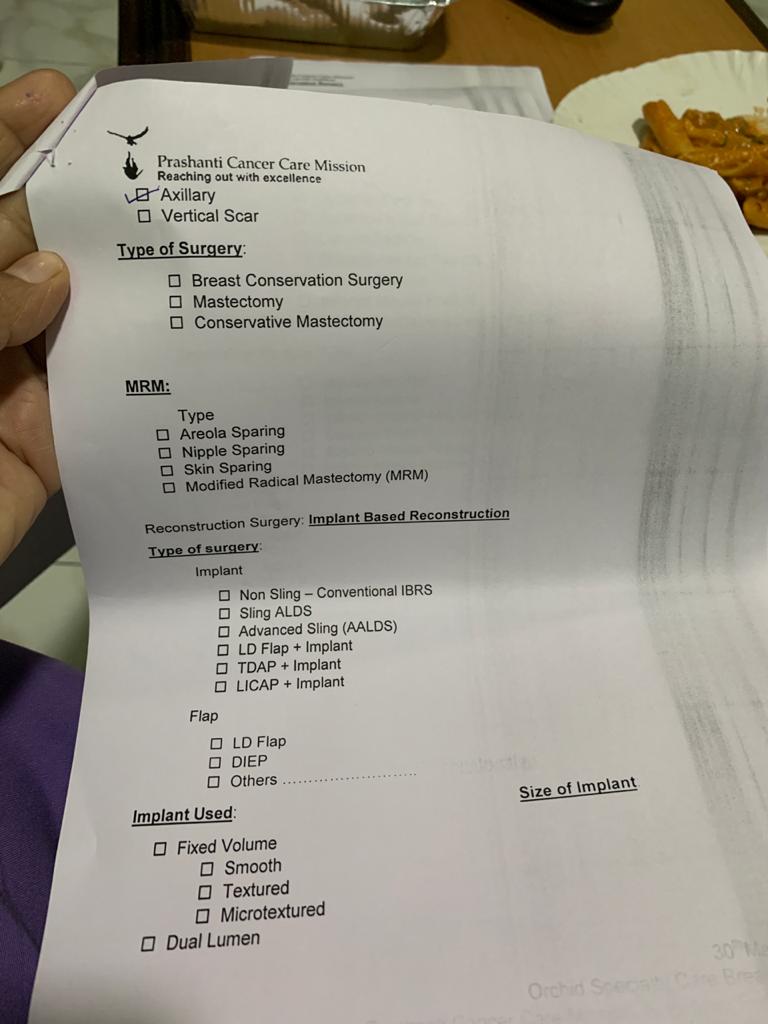 Prashanti Cancer Care Mission
Reaching out with excellence
Axillary
Vertical Scar
Type of Surgery:
Breast Conservation Surgery
Mastectomy
Conservative Mastectomy
MRM:
Type
Areola Sparing
Nipple Sparing
Skin Sparing
Modified Radical Mastectomy (MRM)
Reconstruction Surgery: Implant Based Reconstruction
Type of surgery:
Implant
Non Sling – Conventional IBRS
Sling ALDS
Advanced Sling (AALDS)
LD Flap + Implant
TDAP + Implant
LICAP + Implant
Flap
LD Flap
DIEP
Others ..............................
Size of Implant
Implant Used:
Fixed Volume
Smooth
Textured
Microtextured
Dual Lumen
30th
Orchid Specialty Care
Cancer Care